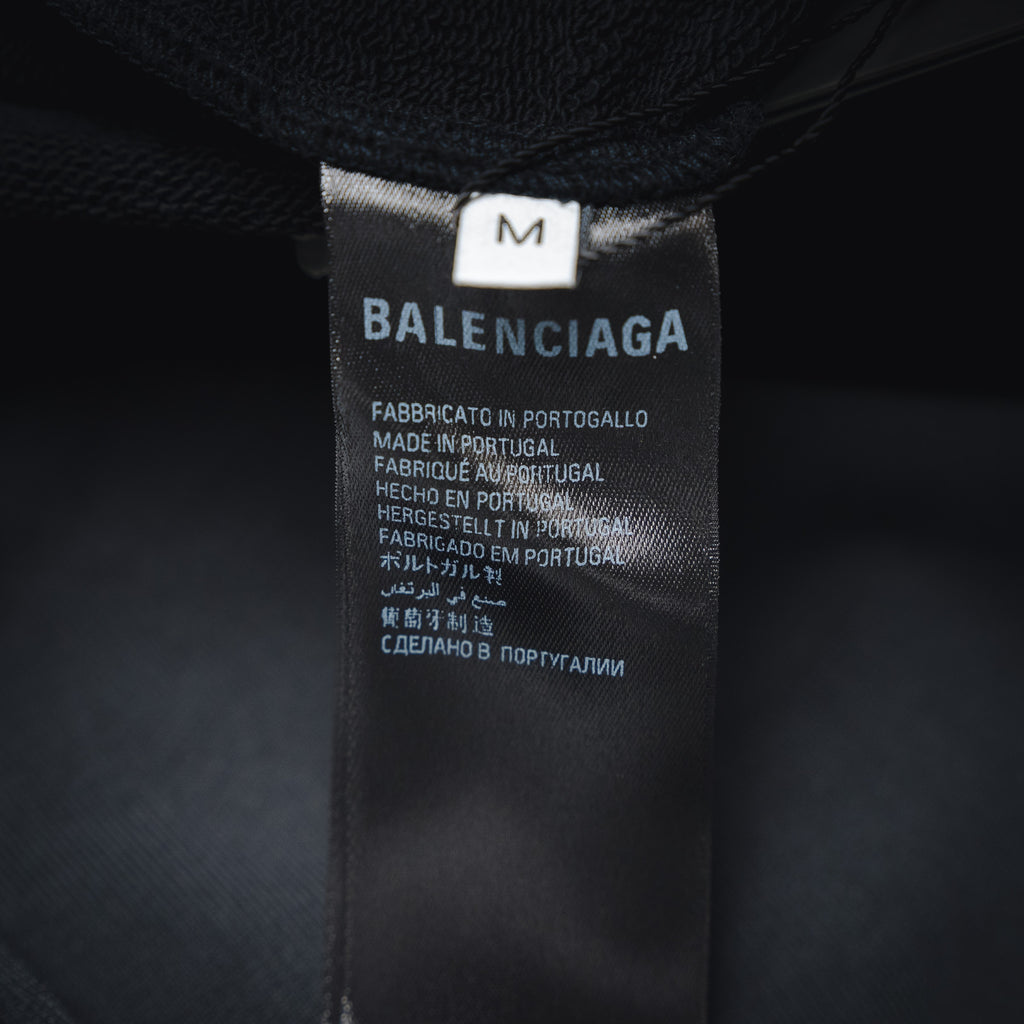 M
BALENCIAGA
FABBRICATO IN PORTOGALLO
MADE IN PORTUGAL
FABRIQUÉ AU PORTUGAL
HECHO EN PORTUGAL
HERGESTELLT IN PORTUGAL
FABRICADO EM PORTUGAL
ポルトガル製
صنع في البرتغال
葡萄牙制造
СДЕЛАНО В ПОРТУГАЛИИ